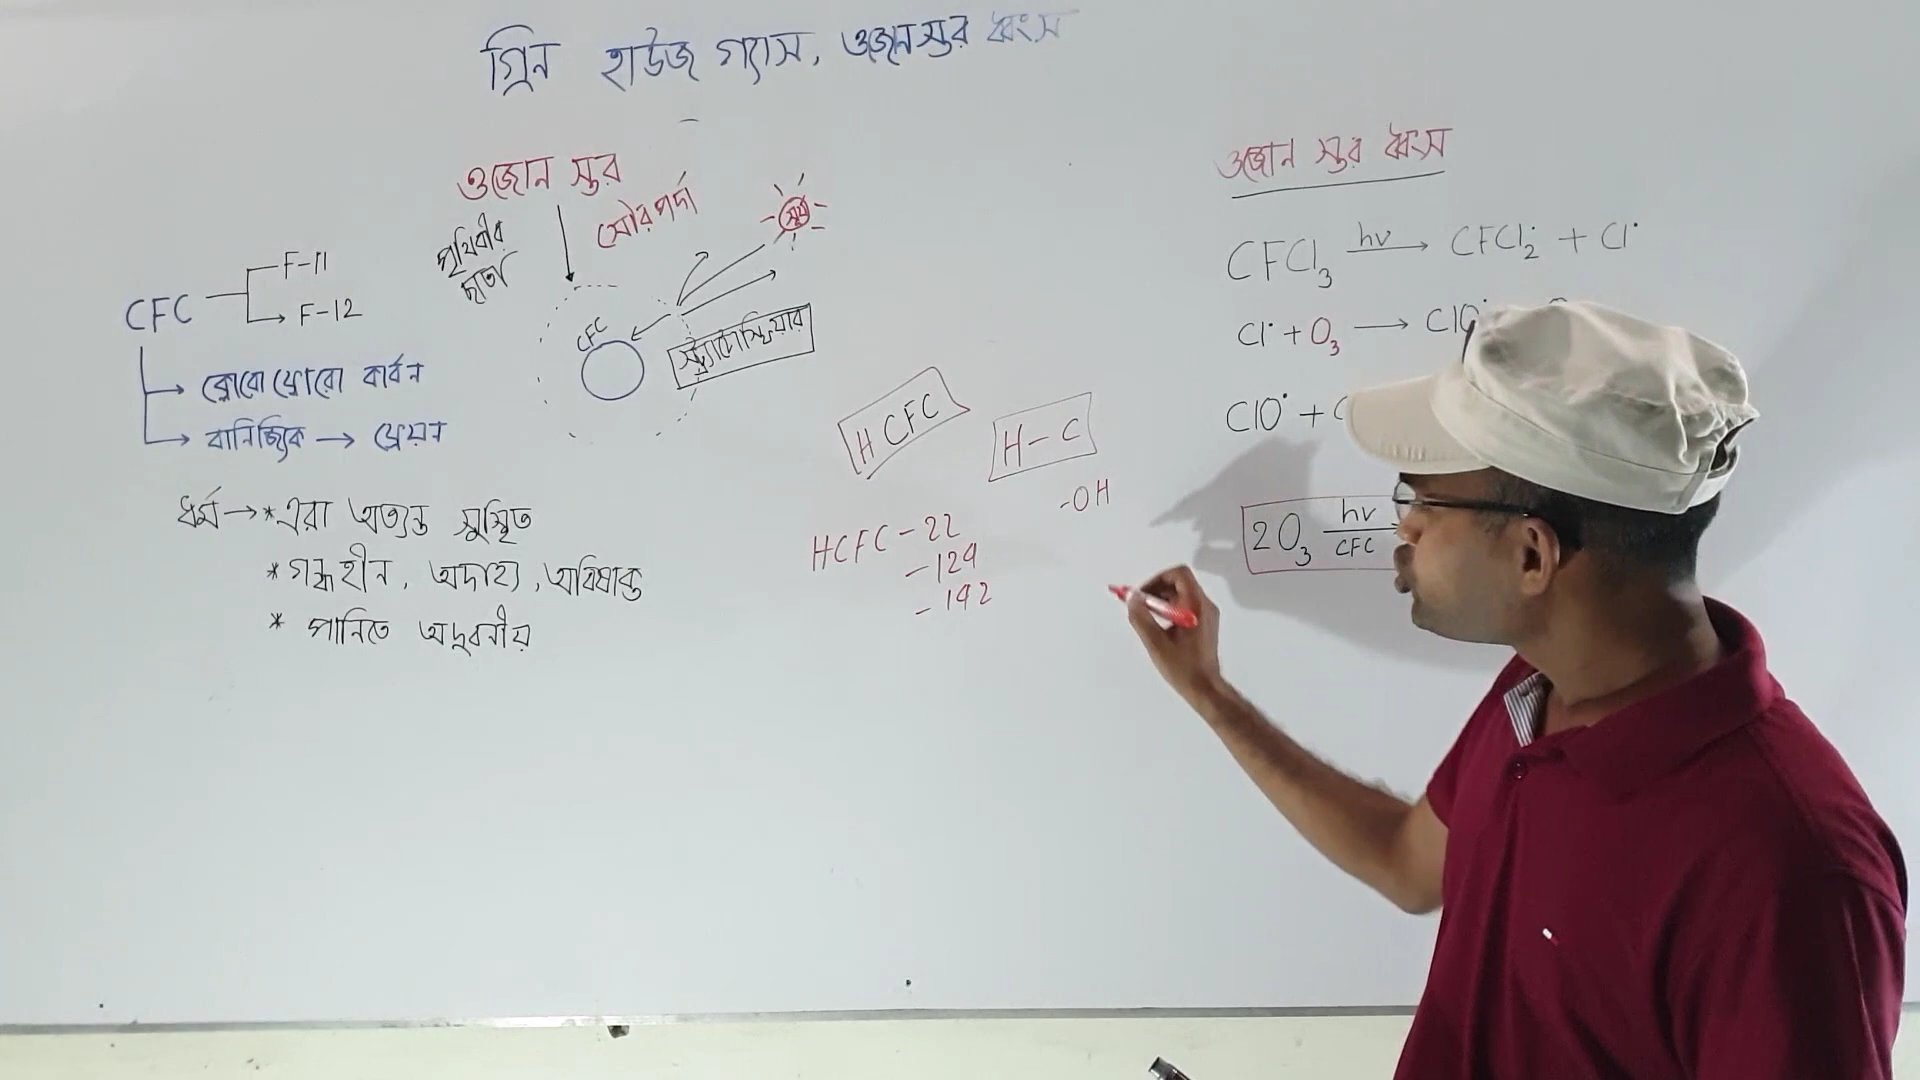 গ্রিন হাউজ গ্যাস, ওজোনস্তর ধ্বংস
ওজোন স্তর
সৌরপর্দা
পৃথিবীর
ছাতা
সূর্য
CFC
স্ট্র্যাটোস্ফিয়ার
CFC
F-11
F-12
ক্লোরো ফ্লোরো কার্বন
বানিজ্যিক → ফ্রেয়ন
ধর্ম → * এরা অত্যন্ত সুস্থিত
* গন্ধহীন, অদাহ্য, অবিষাক্ত
* পানিতে অদ্রবনীয়
HCFC
H-C
-OH
HCFC-22
-124
-142
ওজোন স্তর ধ্বংস
CFCl₃ hν → CFCl₂˙ + Cl˙
Cl˙ + O₃ → ClO˙
ClO˙ +
2O₃ hν
CFC